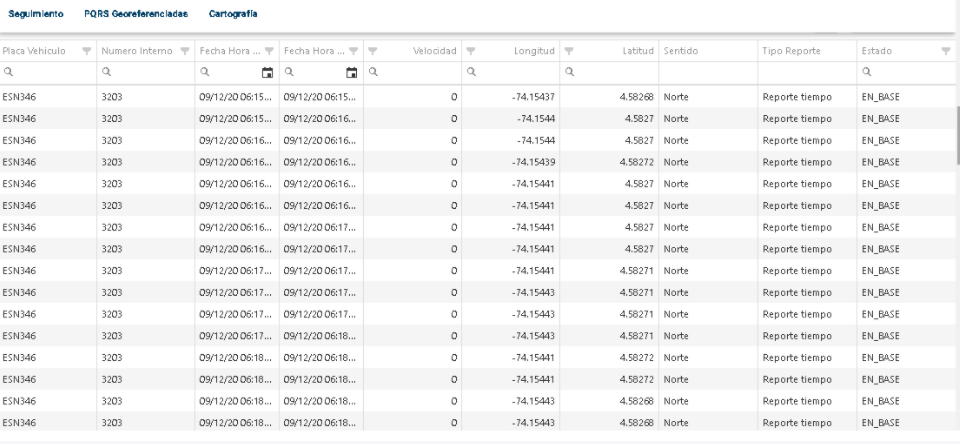 Seguimiento PQRS Georeferenciadas Cartografía
Placa Vehículo Numero Interno Fecha Hora ... Fecha Hora ... Velocidad Longitud Latitud Sentido Tipo Reporte Estado
ESN346 3203 09/12/20 06:15... 09/12/20 06:15... 0 -74.15437 4.58268 Norte Reporte tiempo EN_BASE
ESN346 3203 09/12/20 06:15... 09/12/20 06:16... 0 -74.1544 4.5827 Norte Reporte tiempo EN_BASE
ESN346 3203 09/12/20 06:16... 09/12/20 06:16... 0 -74.1544 4.5827 Norte Reporte tiempo EN_BASE
ESN346 3203 09/12/20 06:16... 09/12/20 06:16... 0 -74.15439 4.58272 Norte Reporte tiempo EN_BASE
ESN346 3203 09/12/20 06:16... 09/12/20 06:16... 0 -74.15441 4.5827 Norte Reporte tiempo EN_BASE
ESN346 3203 09/12/20 06:16... 09/12/20 06:16... 0 -74.15441 4.5827 Norte Reporte tiempo EN_BASE
ESN346 3203 09/12/20 06:16... 09/12/20 06:17... 0 -74.15441 4.5827 Norte Reporte tiempo EN_BASE
ESN346 3203 09/12/20 06:17... 09/12/20 06:17... 0 -74.15441 4.5827 Norte Reporte tiempo EN_BASE
ESN346 3203 09/12/20 06:17... 09/12/20 06:17... 0 -74.15441 4.58271 Norte Reporte tiempo EN_BASE
ESN346 3203 09/12/20 06:17... 09/12/20 06:17... 0 -74.15443 4.58271 Norte Reporte tiempo EN_BASE
ESN346 3203 09/12/20 06:17... 09/12/20 06:17... 0 -74.15443 4.58271 Norte Reporte tiempo EN_BASE
ESN346 3203 09/12/20 06:17... 09/12/20 06:18... 0 -74.15443 4.58271 Norte Reporte tiempo EN_BASE
ESN346 3203 09/12/20 06:18... 09/12/20 06:18... 0 -74.15441 4.58272 Norte Reporte tiempo EN_BASE
ESN346 3203 09/12/20 06:18... 09/12/20 06:18... 0 -74.15441 4.58272 Norte Reporte tiempo EN_BASE
ESN346 3203 09/12/20 06:18... 09/12/20 06:18... 0 -74.15443 4.58268 Norte Reporte tiempo EN_BASE
ESN346 3203 09/12/20 06:18... 09/12/20 06:18... 0 -74.15443 4.58268 Norte Reporte tiempo EN_BASE